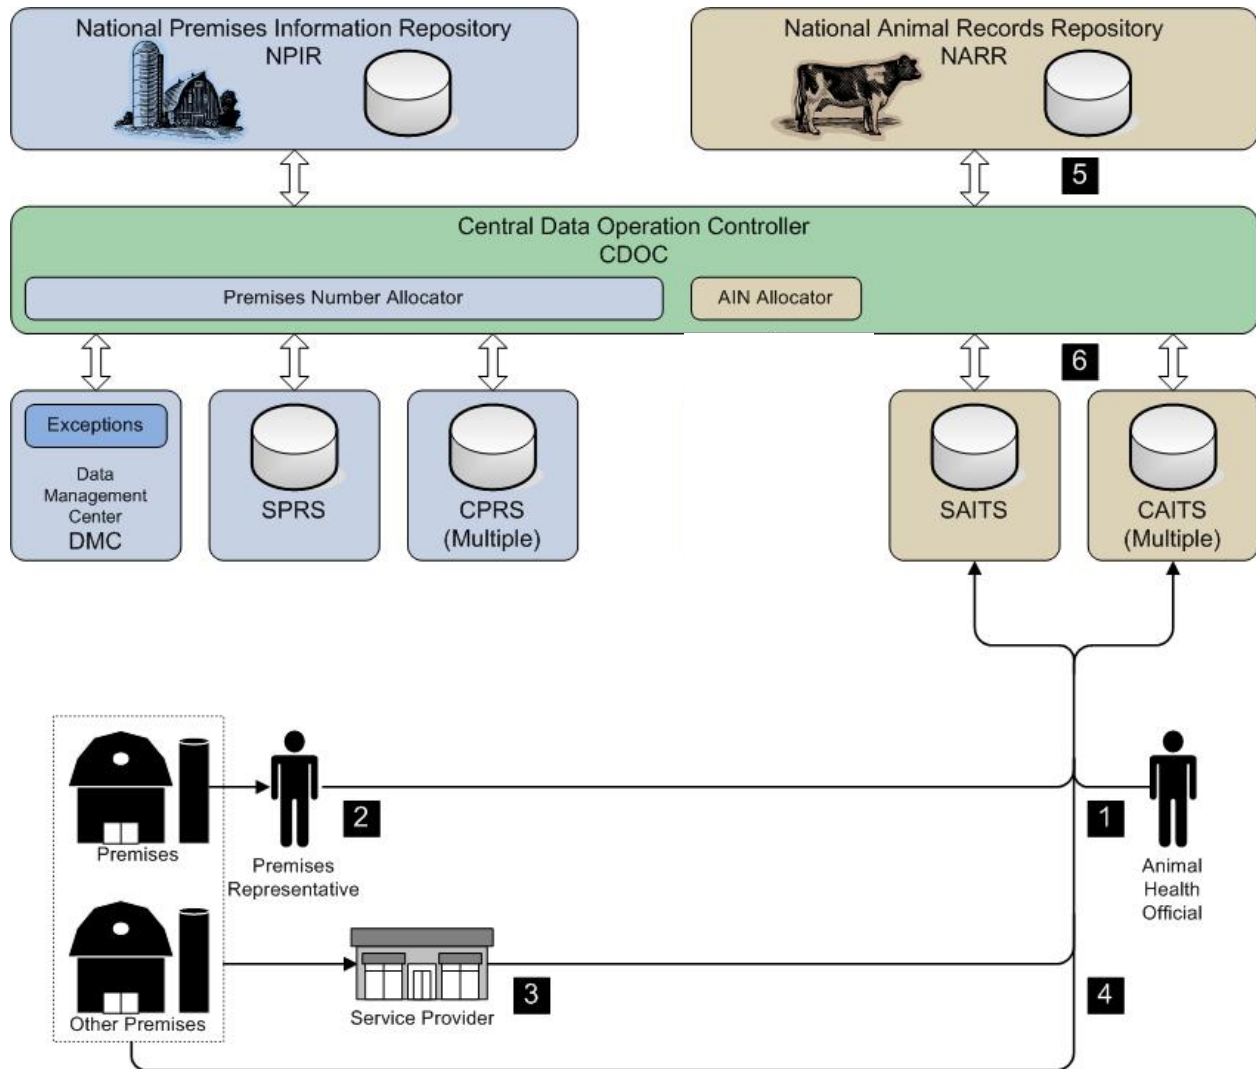 National Premises Information Repository
NPIR
National Animal Records Repository
NARR
5
Central Data Operation Controller
CDOC
Premises Number Allocator
AIN Allocator
6
Exceptions
Data
Management
Center
DMC
SPRS
CPRS
(Multiple)
SAITS
CAITS
(Multiple)
Premises
2
Premises
Representative
1
Animal
Health
Official
Other Premises
3
Service Provider
4